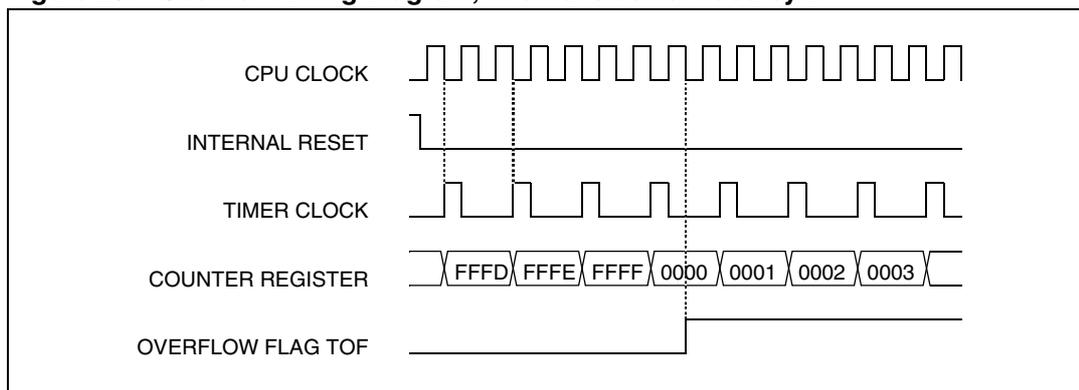 CPU CLOCK
INTERNAL RESET
TIMER CLOCK
COUNTER REGISTER FFFD FFFE FFFF 0000 0001 0002 0003
OVERFLOW FLAG TOF